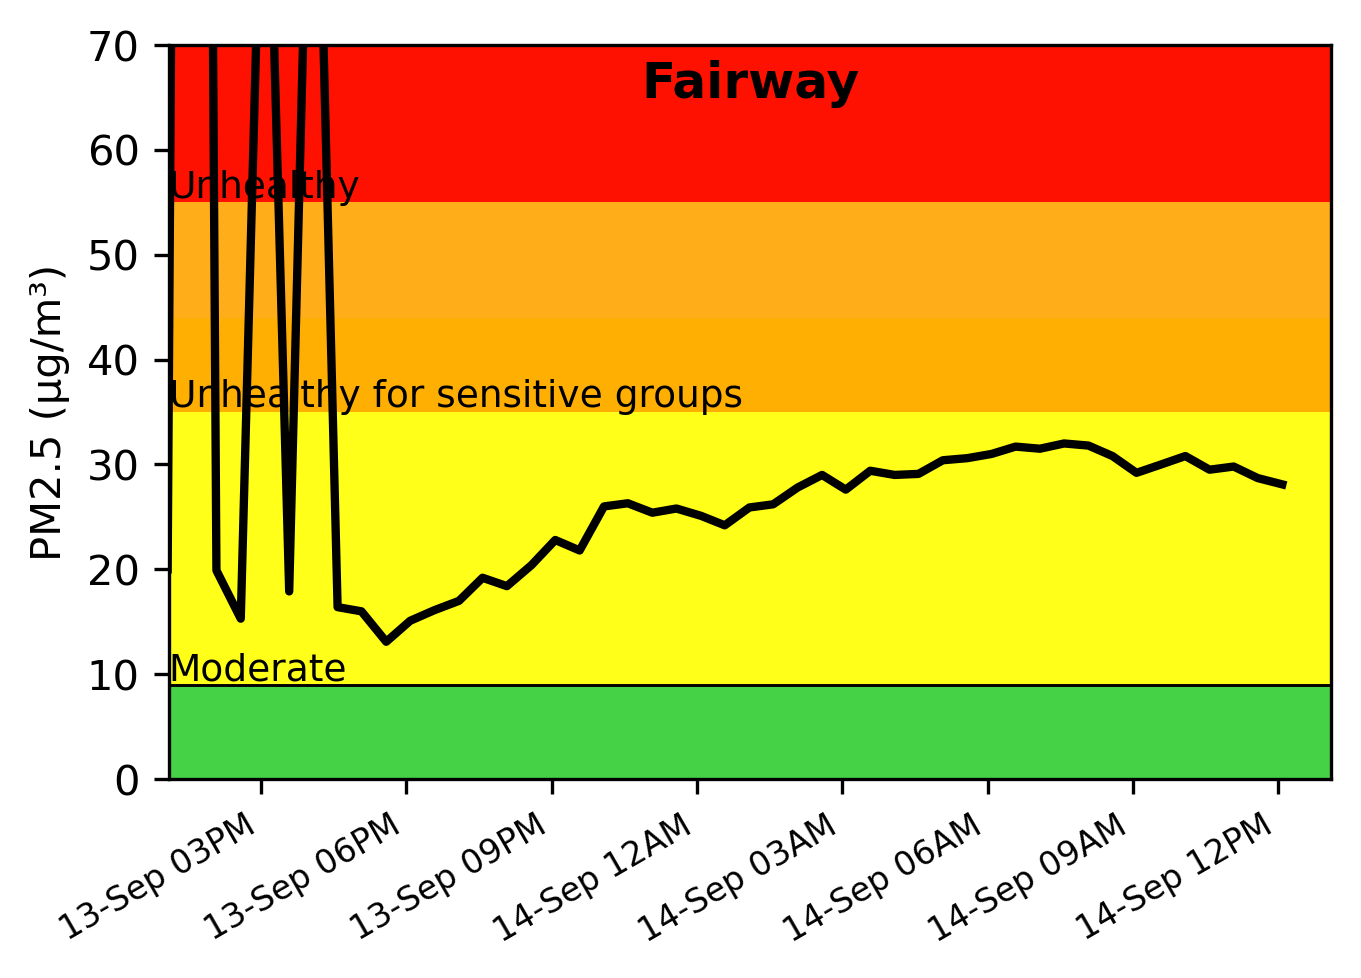 Fairway
PM2.5 (µg/m³)
70
60
50
40
30
20
10
0
Unhealthy
Unhealthy for sensitive groups
Moderate
13-Sep 03PM
13-Sep 06PM
13-Sep 09PM
14-Sep 12AM
14-Sep 03AM
14-Sep 06AM
14-Sep 09AM
14-Sep 12PM